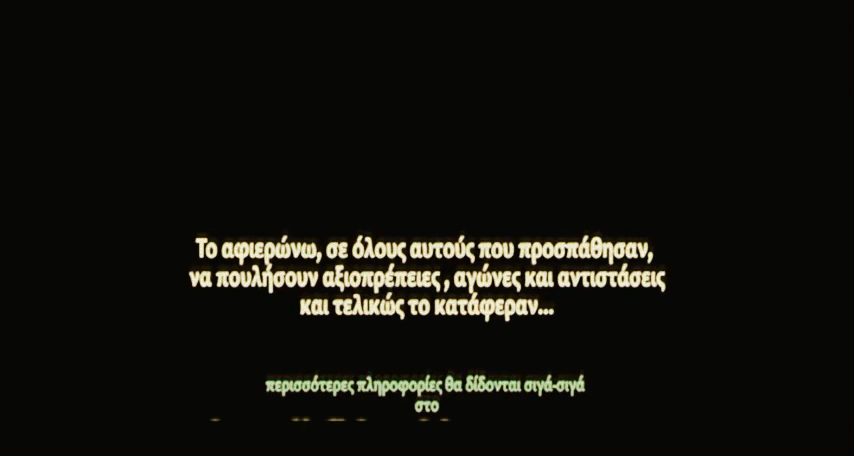 Το αφιερώνω, σε όλους αυτούς που προσπάθησαν,
να πουλήσουν αξιοπρέπειες , αγώνες και αντιστάσεις
και τελικώς το κατάφεραν...
περισσότερες πληροφορίες θα δίδονται σιγά-σιγά
στο